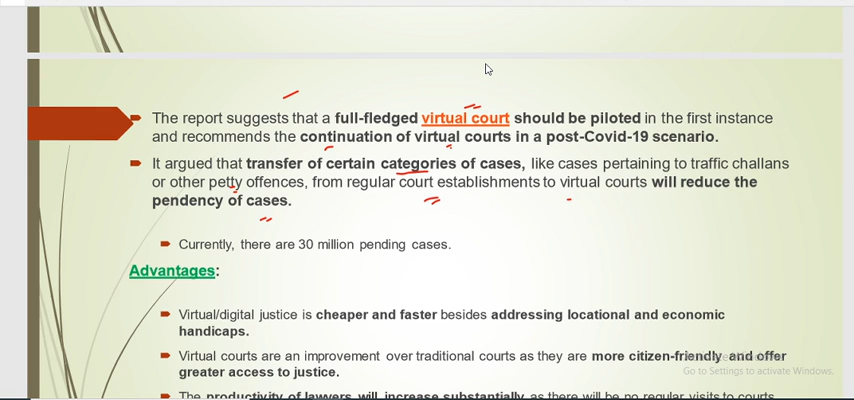 The report suggests that a full-fledged virtual court should be piloted in the first instance
and recommends the continuation of virtual courts in a post-Covid-19 scenario.
It argued that transfer of certain categories of cases, like cases pertaining to traffic challans
or other petty offences, from regular court establishments to virtual courts will reduce the
pendency of cases.
Currently, there are 30 million pending cases.
Advantages:
Virtual/digital justice is cheaper and faster besides addressing locational and economic
handicaps.
Virtual courts are an improvement over traditional courts as they are more citizen-friendly and offer
greater access to justice.
Activate Windows
Go to Settings to activate Windows.
The productivity of lawyers will increase substantially as there will be no regular visits to courts